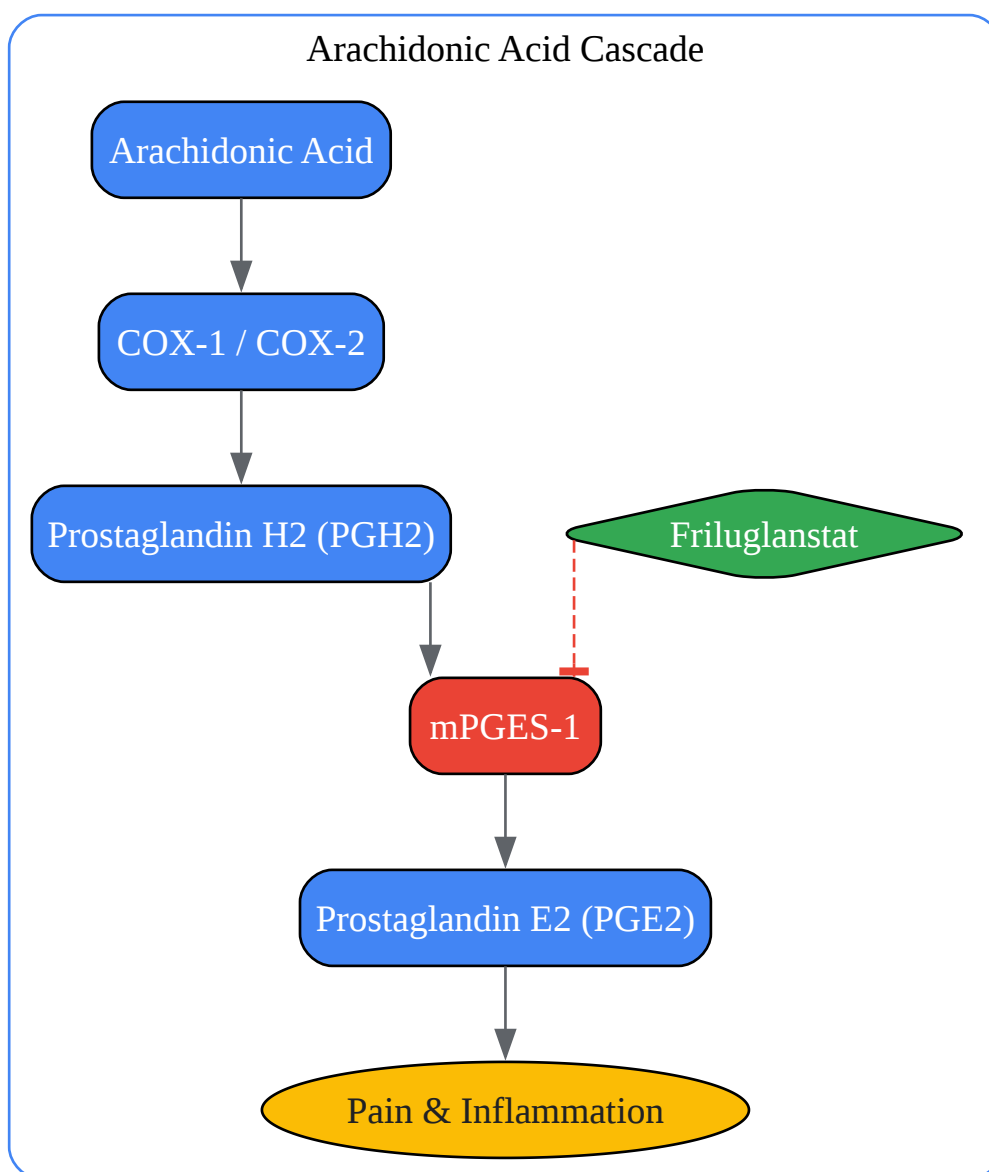 Arachidonic Acid Cascade
Arachidonic Acid
COX-1 / COX-2
Prostaglandin H2 (PGH2)
Friluglanstat
mPGES-1
Prostaglandin E2 (PGE2)
Pain & Inflammation